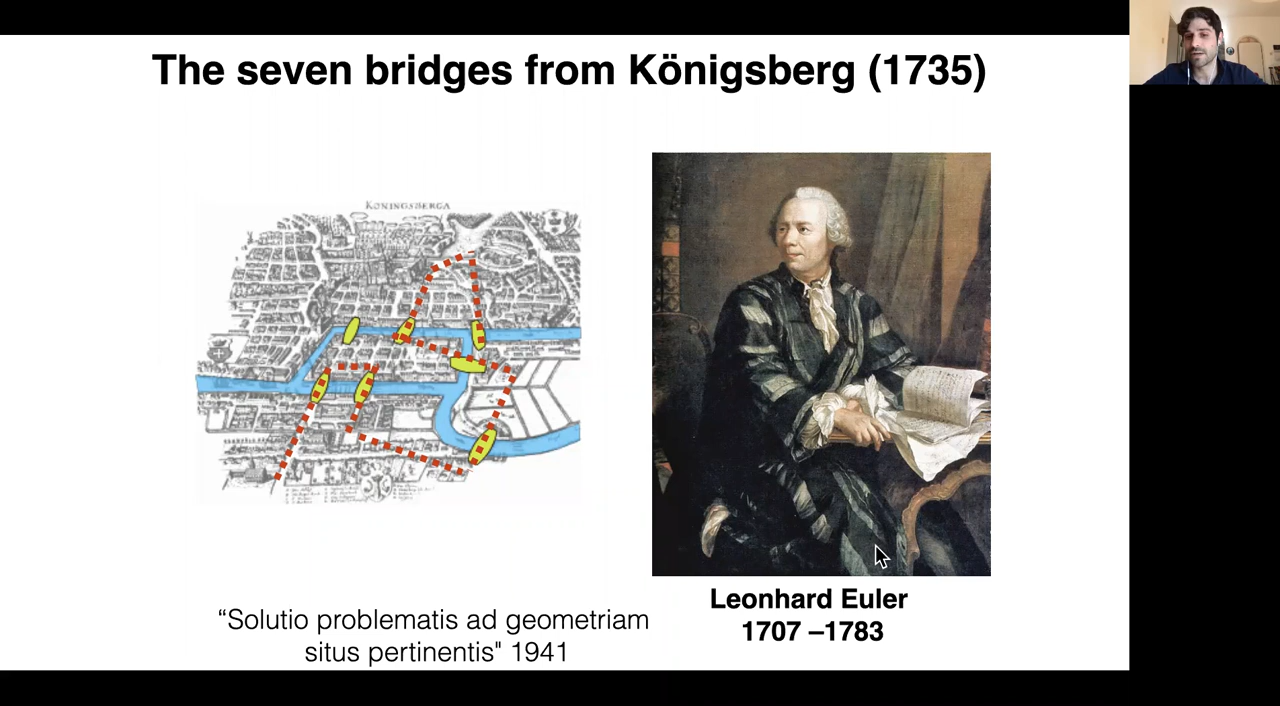 The seven bridges from Königsberg (1735)
KONINGSBERGA
“Solutio problematis ad geometriam
situs pertinentis" 1941
Leonhard Euler
1707 –1783